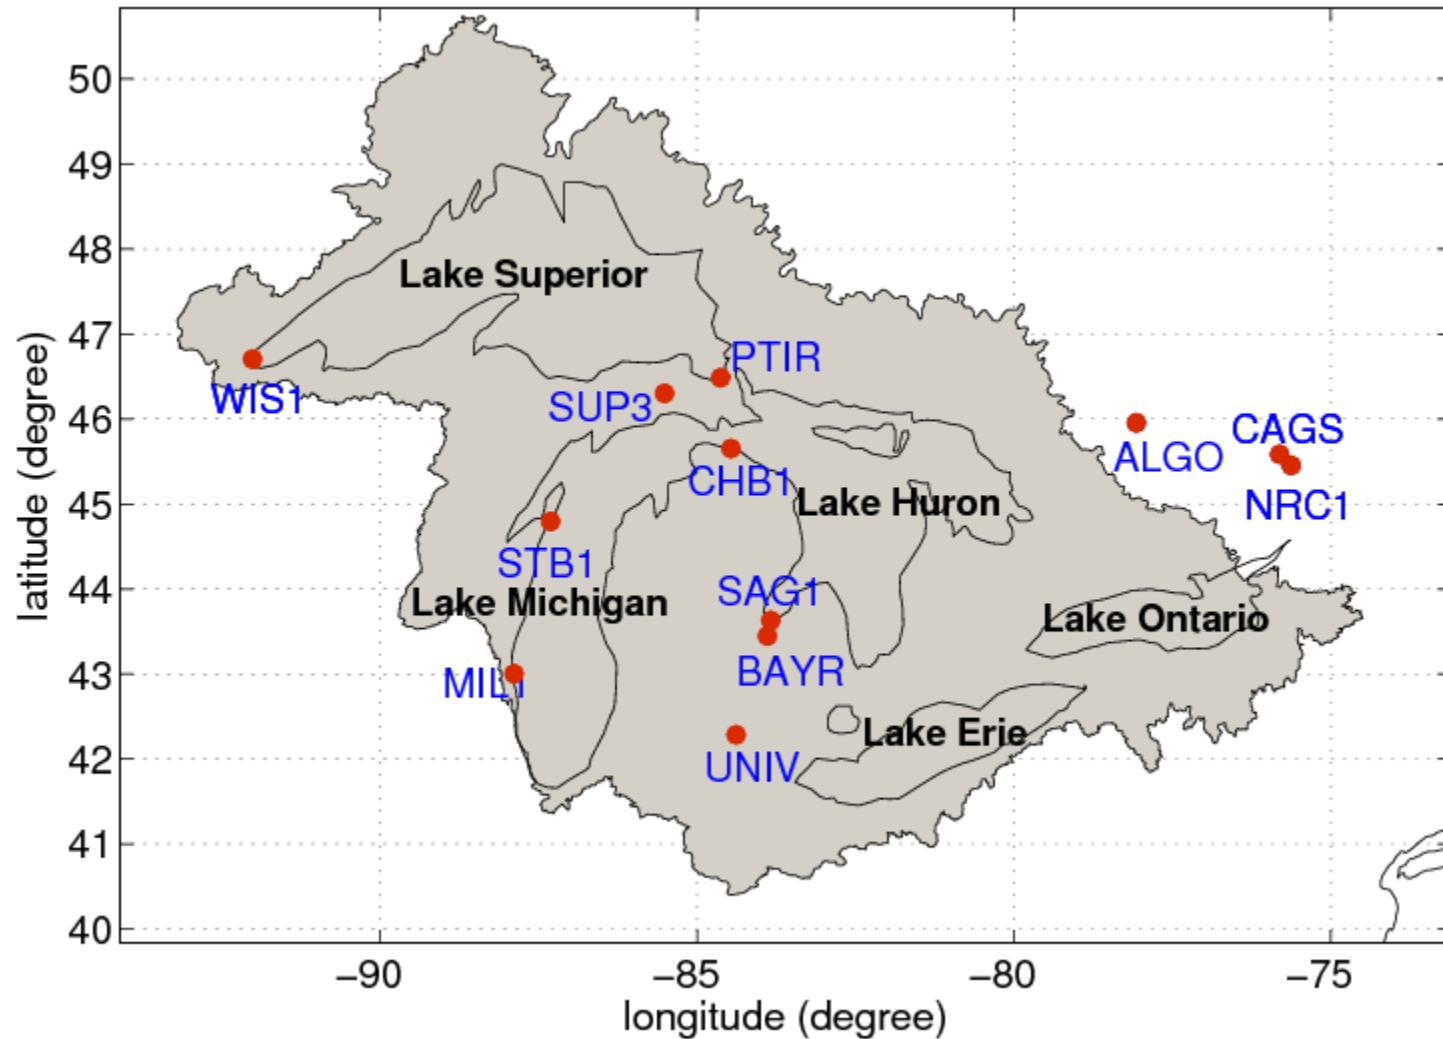 50
49
48
47
46
45
44
43
42
41
40
latitude (degree)
Lake Superior
PTIR
WIS1
SUP3
CAGS
ALGO
CHB1
Lake Huron
NRC1
STB1
SAG1
Lake Michigan
Lake Ontario
BAYR
MIL1
Lake Erie
UNIV
−90 −85 −80 −75
longitude (degree)